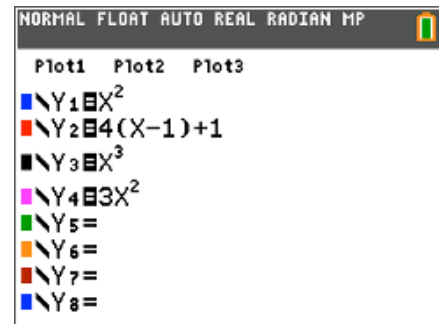 NORMAL FLOAT AUTO REAL RADIAN MP
Plot1 Plot2 Plot3
\Y₁=X²
\Y₂=4(X-1)+1
\Y₃=X³
\Y₄=3X²
\Y₅=
\Y₆=
\Y₇=
\Y₈=